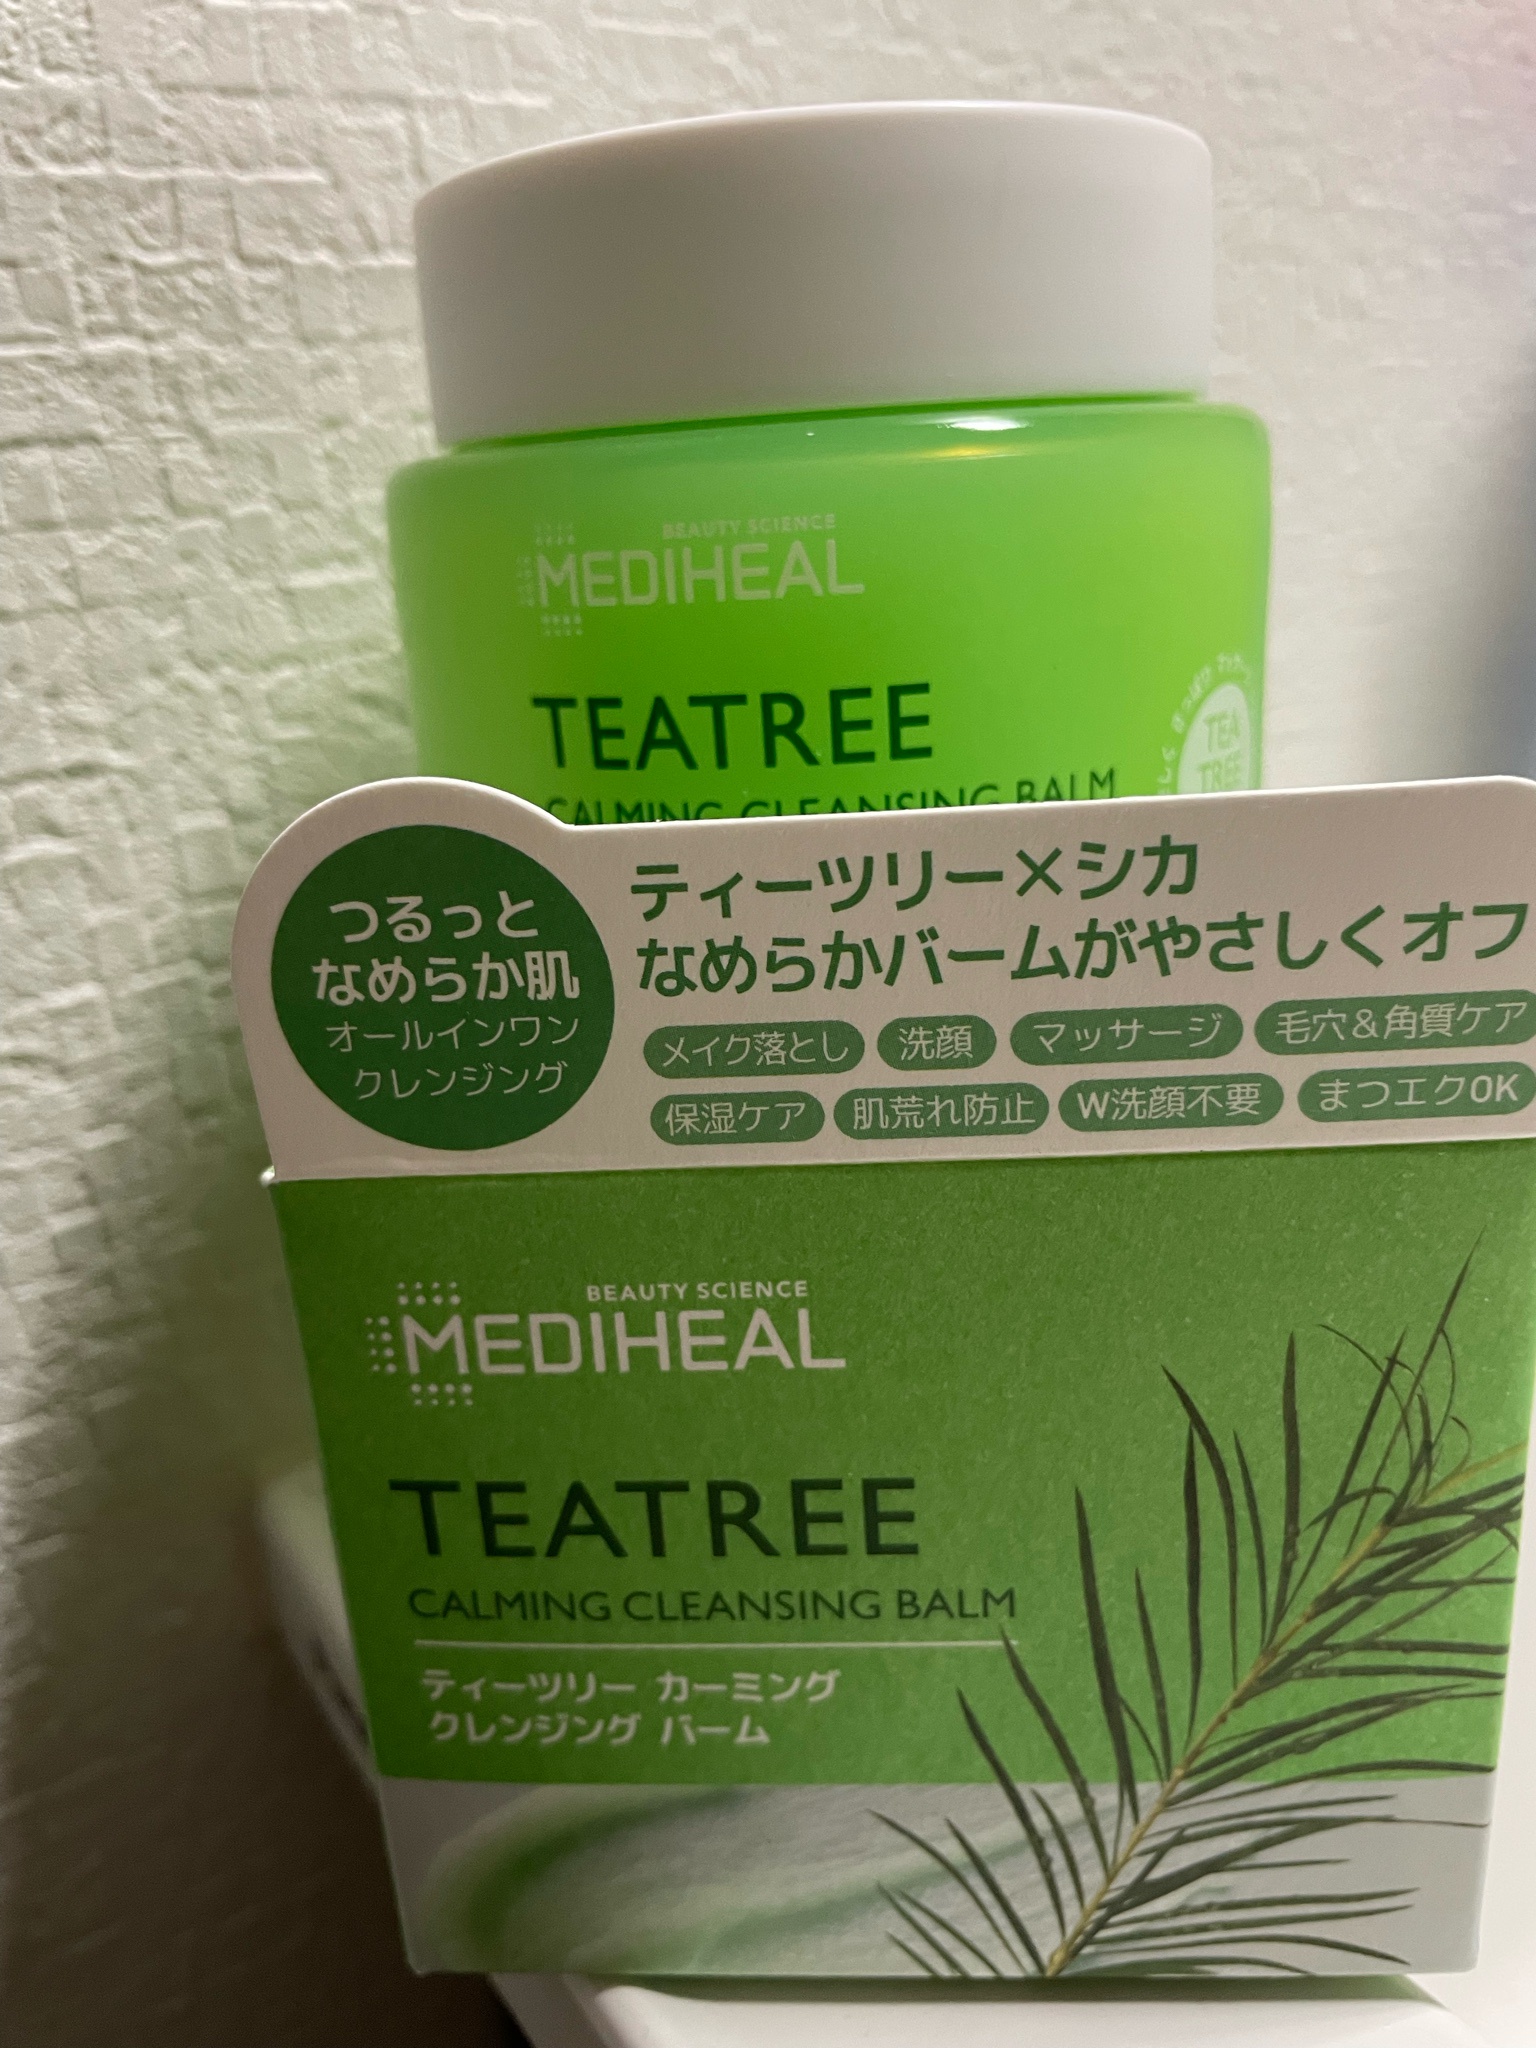 BEAUTY SCIENCE
MEDIHEAL
TEATREE
CALMING CLEANSING BALM
TEA
TREE
つるっと
なめらか肌
オールインワン
クレンジング
ティーツリー×シカ
なめらかバームがやさしくオフ
メイク落とし 洗顔 マッサージ 毛穴&角質ケア
保湿ケア 肌荒れ防止 W洗顔不要 まつエクOK
BEAUTY SCIENCE
MEDIHEAL
TEATREE
CALMING CLEANSING BALM
ティーツリー カーミング
クレンジング バーム